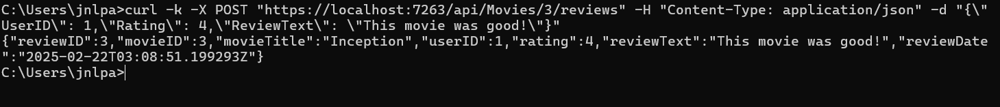 C:\Users\jnlpa>curl -k -X POST "https://localhost:7263/api/Movies/3/reviews" -H "Content-Type: application/json" -d "{\"
UserID\": 1,\"Rating\": 4,\"ReviewText\": \"This movie was good!\"}"
{"reviewID":3,"movieID":3,"movieTitle":"Inception","userID":1,"rating":4,"reviewText":"This movie was good!","reviewDate
":"2025-02-22T03:08:51.199293Z"}
C:\Users\jnlpa>